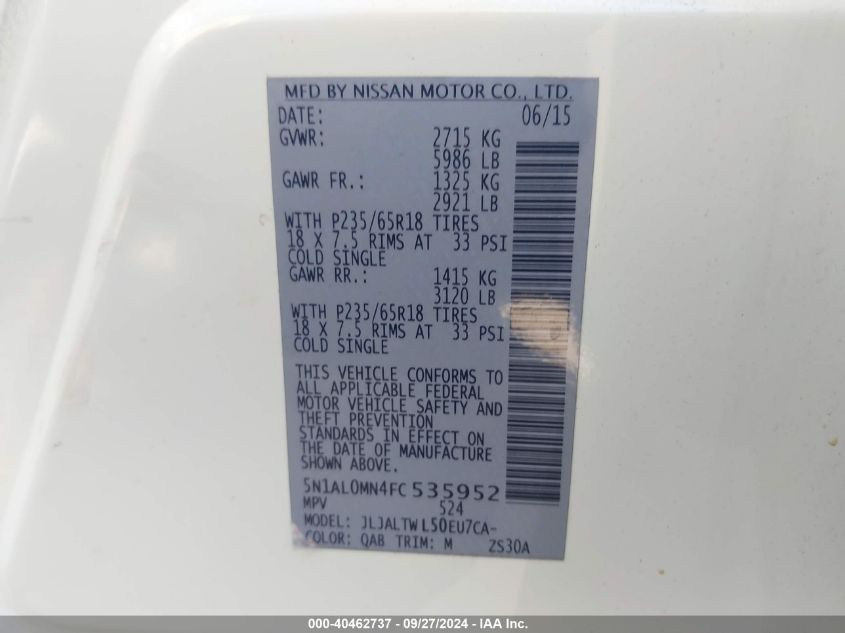 MFD BY NISSAN MOTOR CO., LTD.
DATE: 06/15
GVWR: 2715 KG
5986 LB
GAWR FR.: 1325 KG
2921 LB
WITH P235/65R18 TIRES
18 X 7.5 RIMS AT 33 PSI
COLD SINGLE
GAWR RR.: 1415 KG
3120 LB
WITH P235/65R18 TIRES
18 X 7.5 RIMS AT 33 PSI
COLD SINGLE
THIS VEHICLE CONFORMS TO
ALL APPLICABLE FEDERAL
MOTOR VEHICLE SAFETY AND
THEFT PREVENTION
STANDARDS IN EFFECT ON
THE DATE OF MANUFACTURE
SHOWN ABOVE.
5N1AL0MN4FC535952
MPV S24
MODEL: JLJALTWL50EU7CA-
COLOR: QAB TRIM: M ZS30A
000-40462737 - 09/27/2024 - IAA Inc.